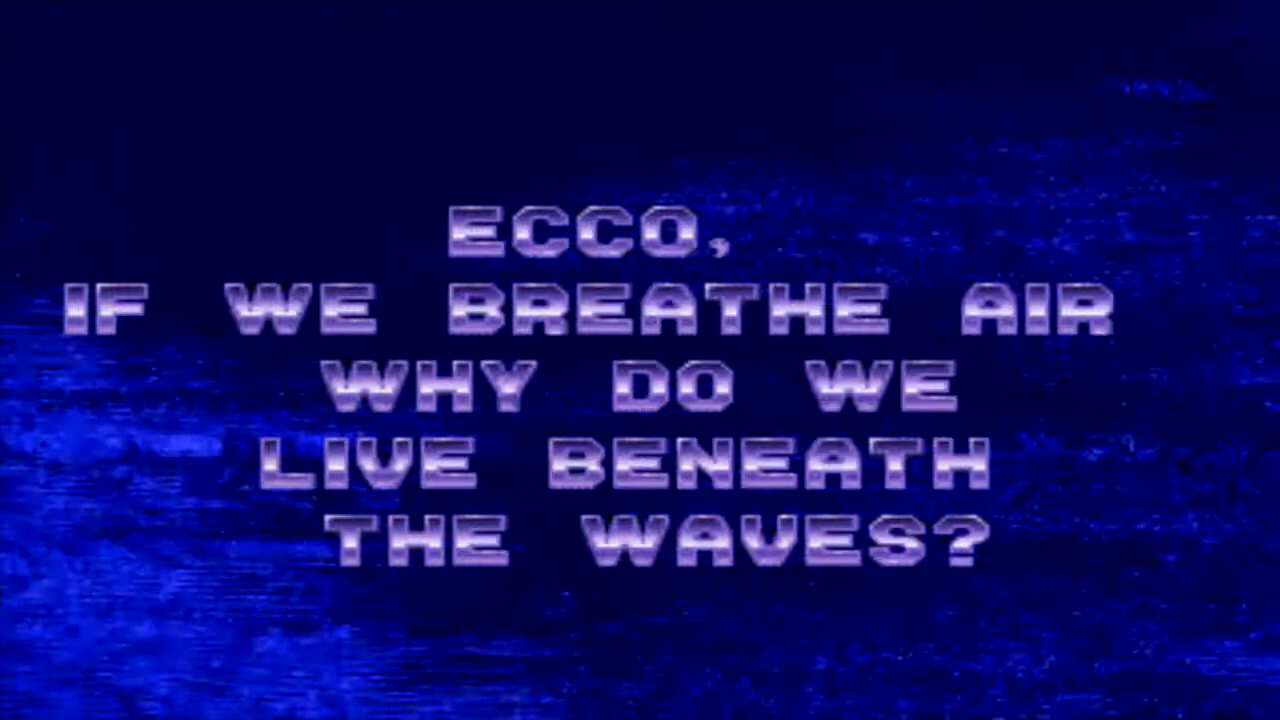 ECCO,
IF WE BREATHE AIR
WHY DO WE
LIVE BENEATH
THE WAVES?